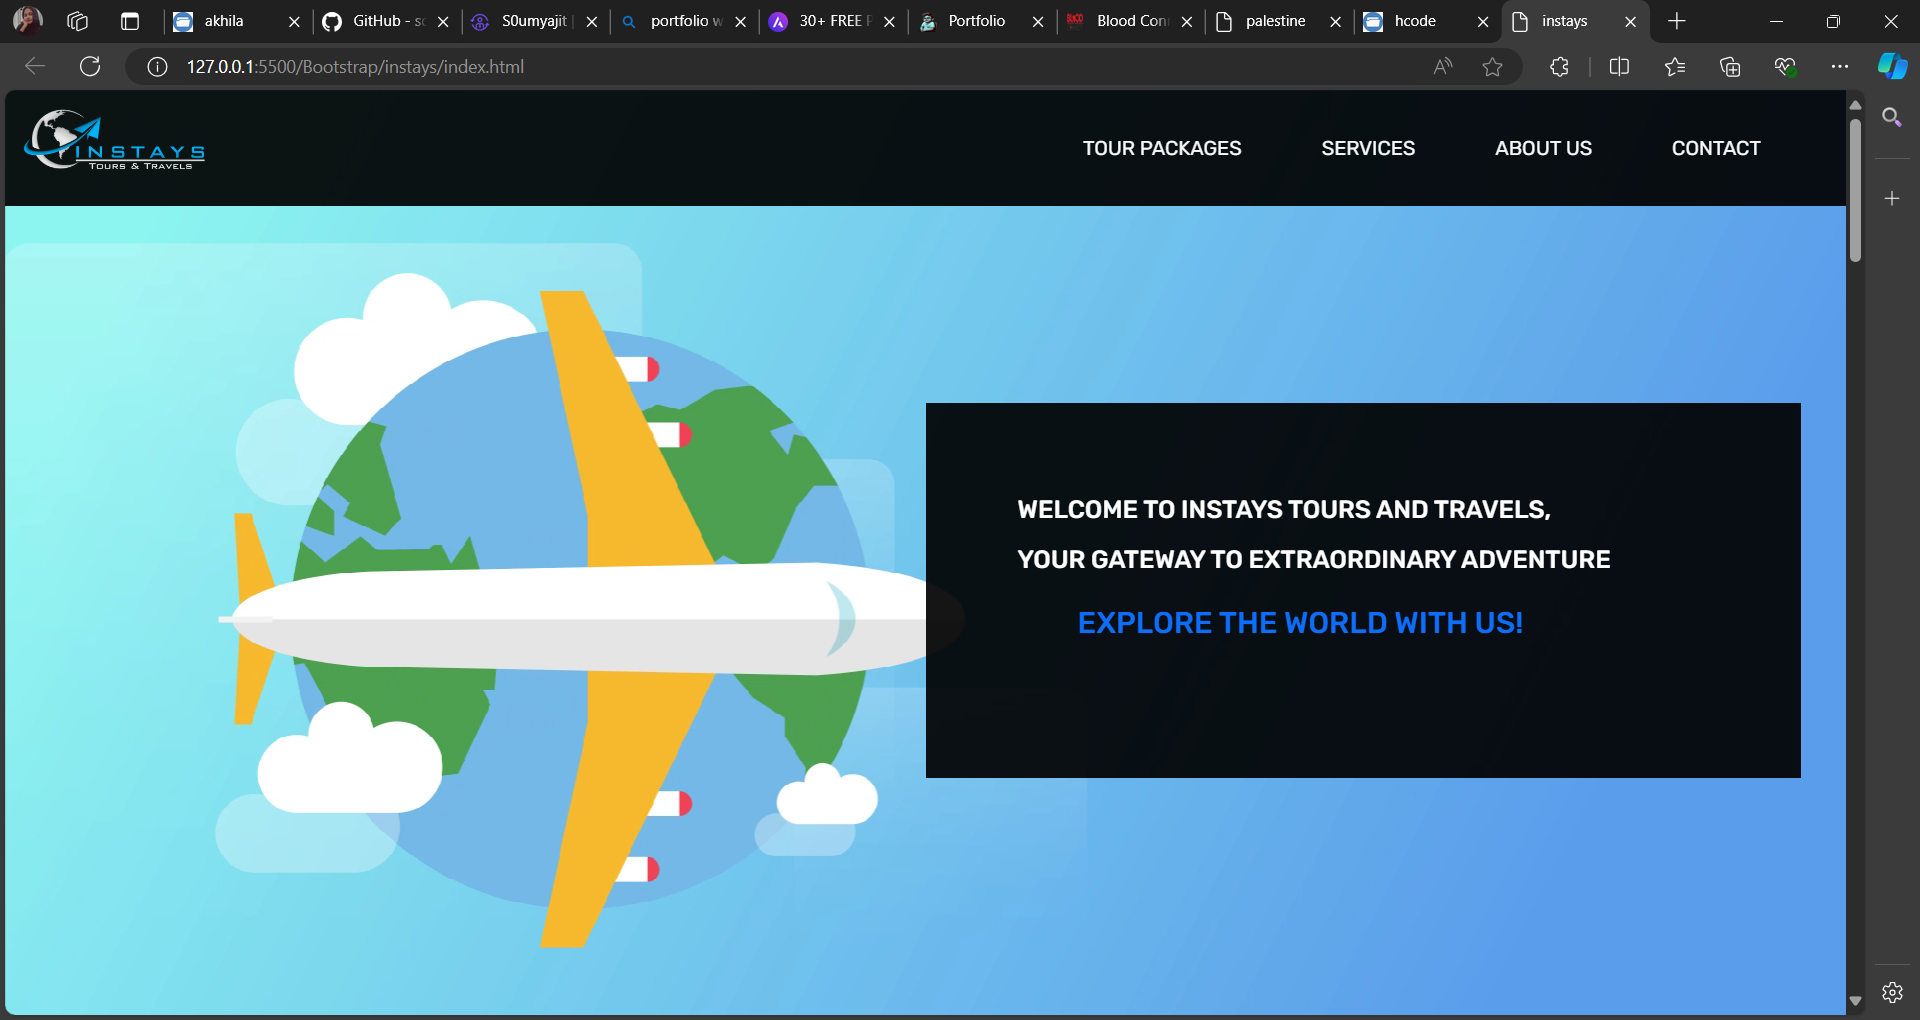 akhila
GitHub - sc
S0umyajit
portfolio w
30+ FREE P
Portfolio
Blood Con
palestine
hcode
instays
127.0.0.1:5500/Bootstrap/instays/index.html
INSTAYS
TOURS & TRAVELS
TOUR PACKAGES
SERVICES
ABOUT US
CONTACT
WELCOME TO INSTAYS TOURS AND TRAVELS,
YOUR GATEWAY TO EXTRAORDINARY ADVENTURE
EXPLORE THE WORLD WITH US!